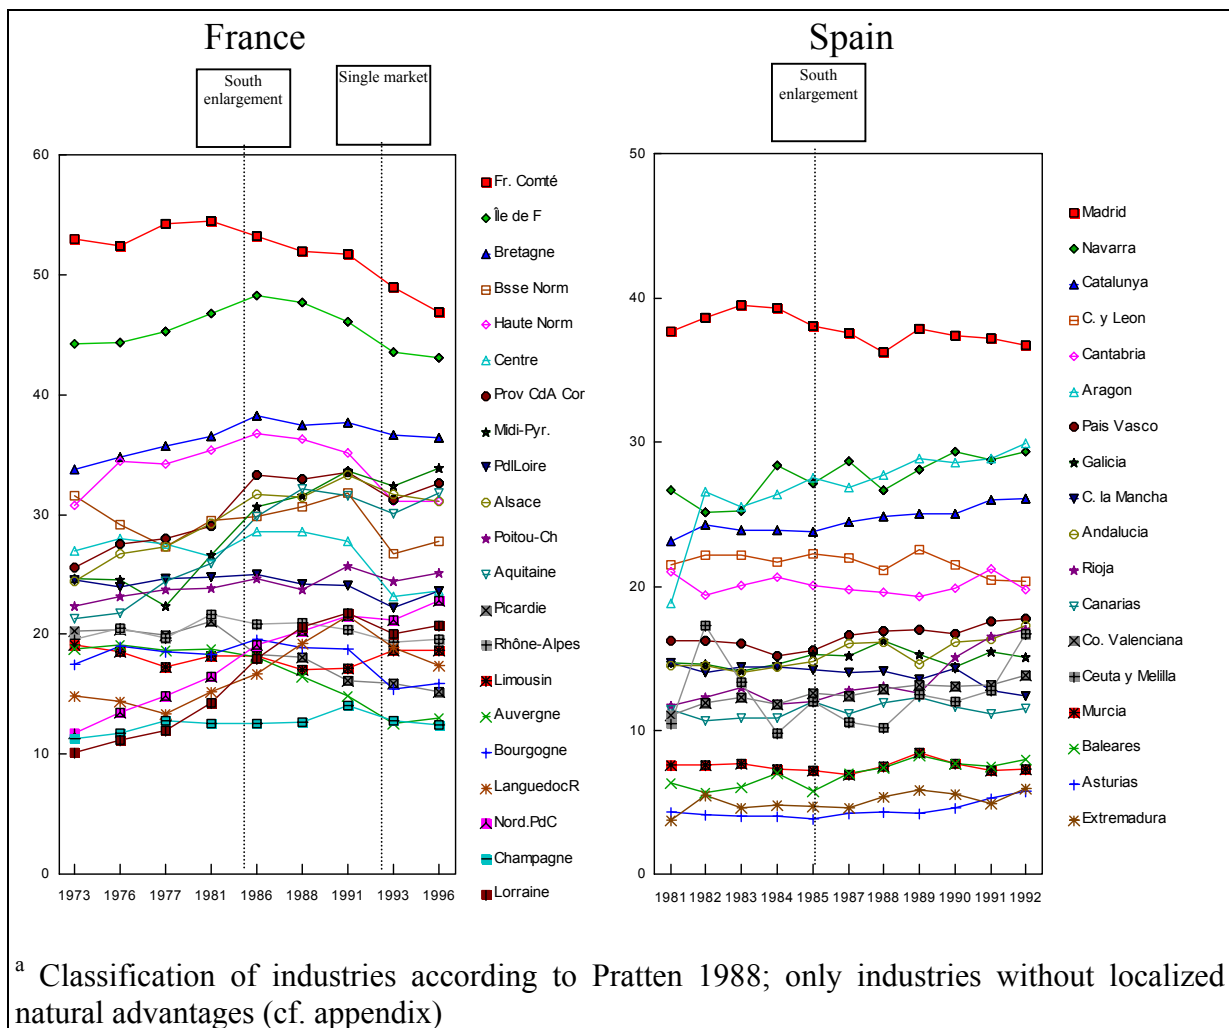 France
Spain
South
enlargement
Single market
South
enlargement
60
50
40
30
20
10
0
1973 1976 1977 1981 1986 1988 1991 1993 1996
Fr. Comté
Île de F
Bretagne
Bsse Norm
Haute Norm
Centre
Prov CdA Cor
Midi-Pyr.
PdlLoire
Alsace
Poitou-Ch
Aquitaine
Picardie
Rhône-Alpes
Limousin
Auvergne
Bourgogne
LanguedocR
Nord.PdC
Champagne
Lorraine
50
40
30
20
10
0
1981 1982 1983 1984 1985 1987 1988 1989 1990 1991 1992
Madrid
Navarra
Catalunya
C. y Leon
Cantabria
Aragon
Pais Vasco
Galicia
C. la Mancha
Andalucia
Rioja
Canarias
Co. Valenciana
Ceuta y Melilla
Murcia
Baleares
Asturias
Extremadura
a Classification of industries according to Pratten 1988; only industries without localized
natural advantages (cf. appendix)